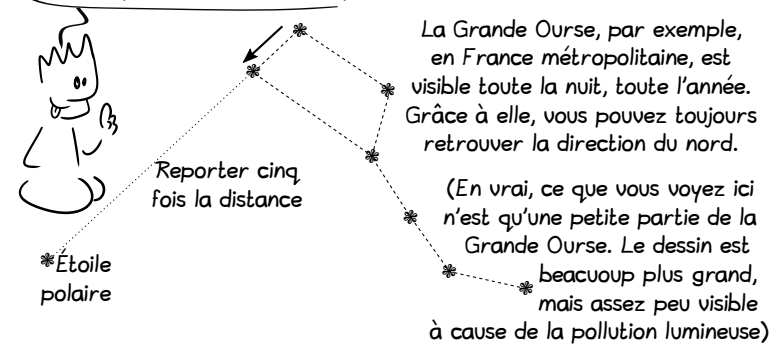 La Grande Ourse, par exemple,
en France métropolitaine, est
visible toute la nuit, toute l'année.
Grâce à elle, vous pouvez toujours
retrouver la direction du nord.
Reporter cinq
fois la distance
(En vrai, ce que vous voyez ici
n'est qu'une petite partie de la
Grande Ourse. Le dessin est
beacuoup plus grand,
mais assez peu visible
à cause de la pollution lumineuse)
Étoile
polaire